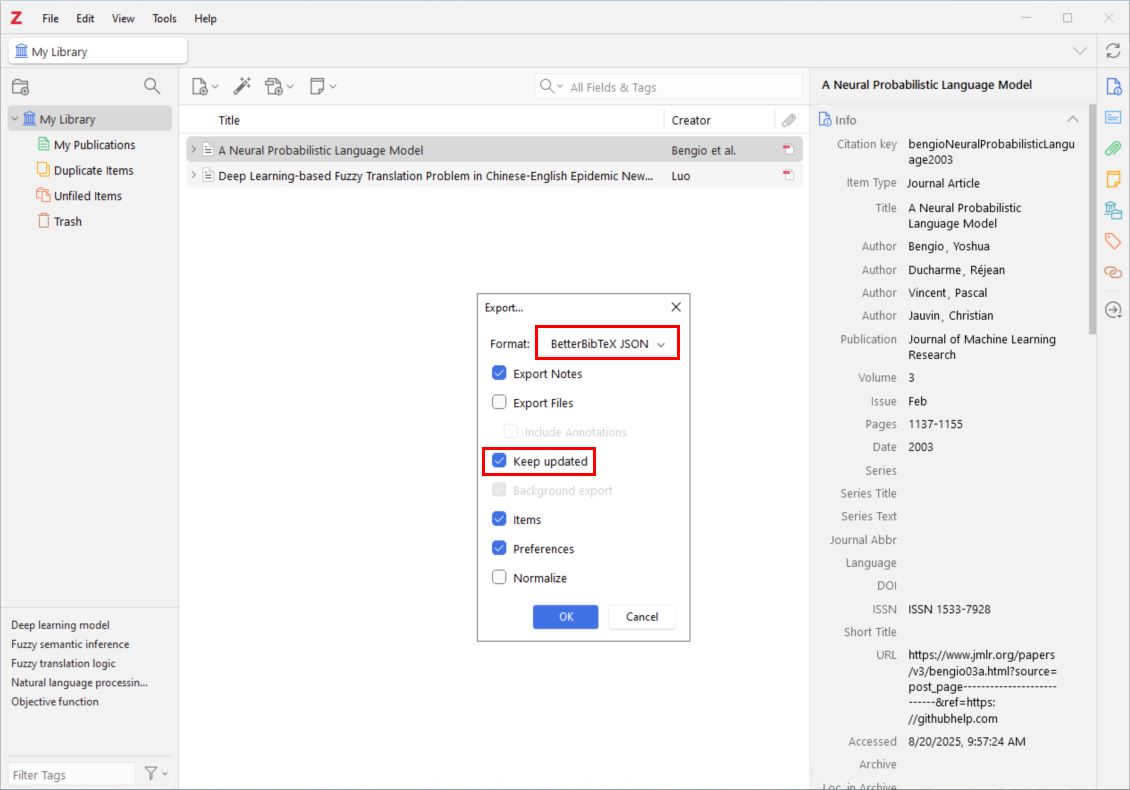 Z File Edit View Tools Help
My Library
All Fields & Tags
My Library
My Publications
Duplicate Items
Unfiled Items
Trash
Deep learning model
Fuzzy semantic inference
Fuzzy translation logic
Natural language processin...
Objective function
Filter Tags
Title Creator
A Neural Probabilistic Language Model Bengio et al.
Deep Learning-based Fuzzy Translation Problem in Chinese-English Epidemic New... Luo
Export...
Format: BetterBibTeX JSON
Export Notes
Export Files
Include Annotations
Keep updated
Background export
Items
Preferences
Normalize
OK Cancel
A Neural Probabilistic Language Model
Info
Citation key bengioNeuralProbabilisticLangu
age2003
Item Type Journal Article
Title A Neural Probabilistic
Language Model
Author Bengio, Yoshua
Author Ducharme, Réjean
Author Vincent, Pascal
Author Jauvin, Christian
Publication Journal of Machine Learning
Research
Volume 3
Issue Feb
Pages 1137-1155
Date 2003
Series
Series Title
Series Text
Journal Abbr
Language
DOI
ISSN ISSN 1533-7928
Short Title
URL https://www.jmlr.org/papers
/v3/bengio03a.html?source=
post_page-------------------------
-----&ref=https:
//githubhelp.com
Accessed 8/20/2025, 9:57:24 AM
Archive
Loc. in Archive